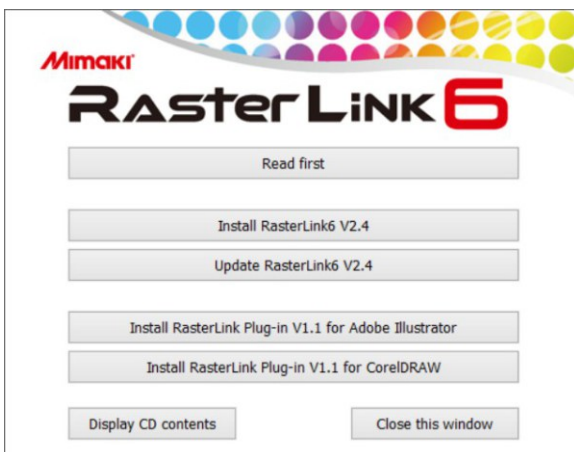 Mimaki
RASTERLINK6
Read first
Install RasterLink6 V2.4
Update RasterLink6 V2.4
Install RasterLink Plug-in V1.1 for Adobe Illustrator
Install RasterLink Plug-in V1.1 for CorelDRAW
Display CD contents
Close this window